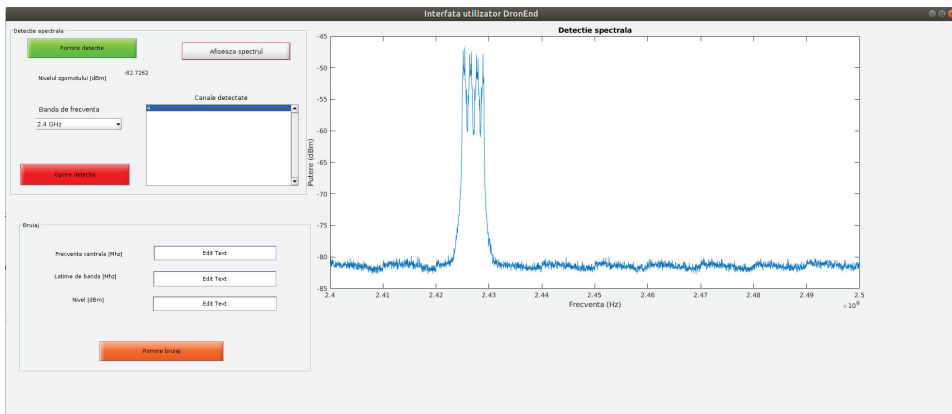 Interfata utilizator DronEnd
Detectie spectrala
Pornire detectie
Afiseaza spectrul
Nivelul zgomotului [dBm]
-82.7262
Canale detectate
Banda de frecventa
2.4 GHz
4
Oprire detectie
Bruiaj
Frecventa centrala [Mhz]
Edit Text
Latime de banda [Mhz]
Edit Text
Nivel [dBm]
Edit Text
Pornire bruiaj
Detectie spectrala
Putere (dBm)
-45
-50
-55
-60
-65
-70
-75
-80
-85
2.4 2.41 2.42 2.43 2.44 2.45 2.46 2.47 2.48 2.49 2.5
Frecventa (Hz)
×10⁹